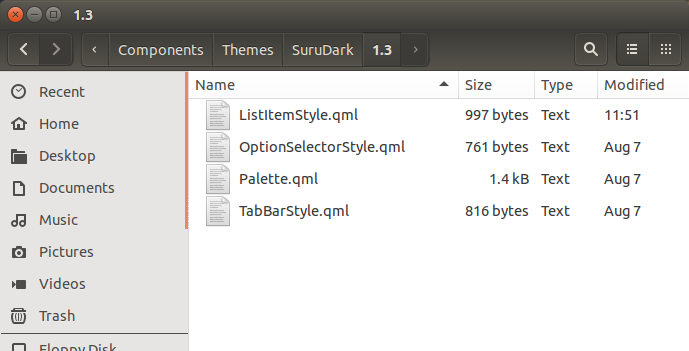 1.3
Components Themes SuruDark 1.3
Name Size Type Modified
Recent
Home
Desktop
Documents
Music
Pictures
Videos
Trash
Floppy Disk
ListItemStyle.qml 997 bytes Text 11:51
OptionSelectorStyle.qml 761 bytes Text Aug 7
Palette.qml 1.4 kB Text Aug 7
TabBarStyle.qml 816 bytes Text Aug 7